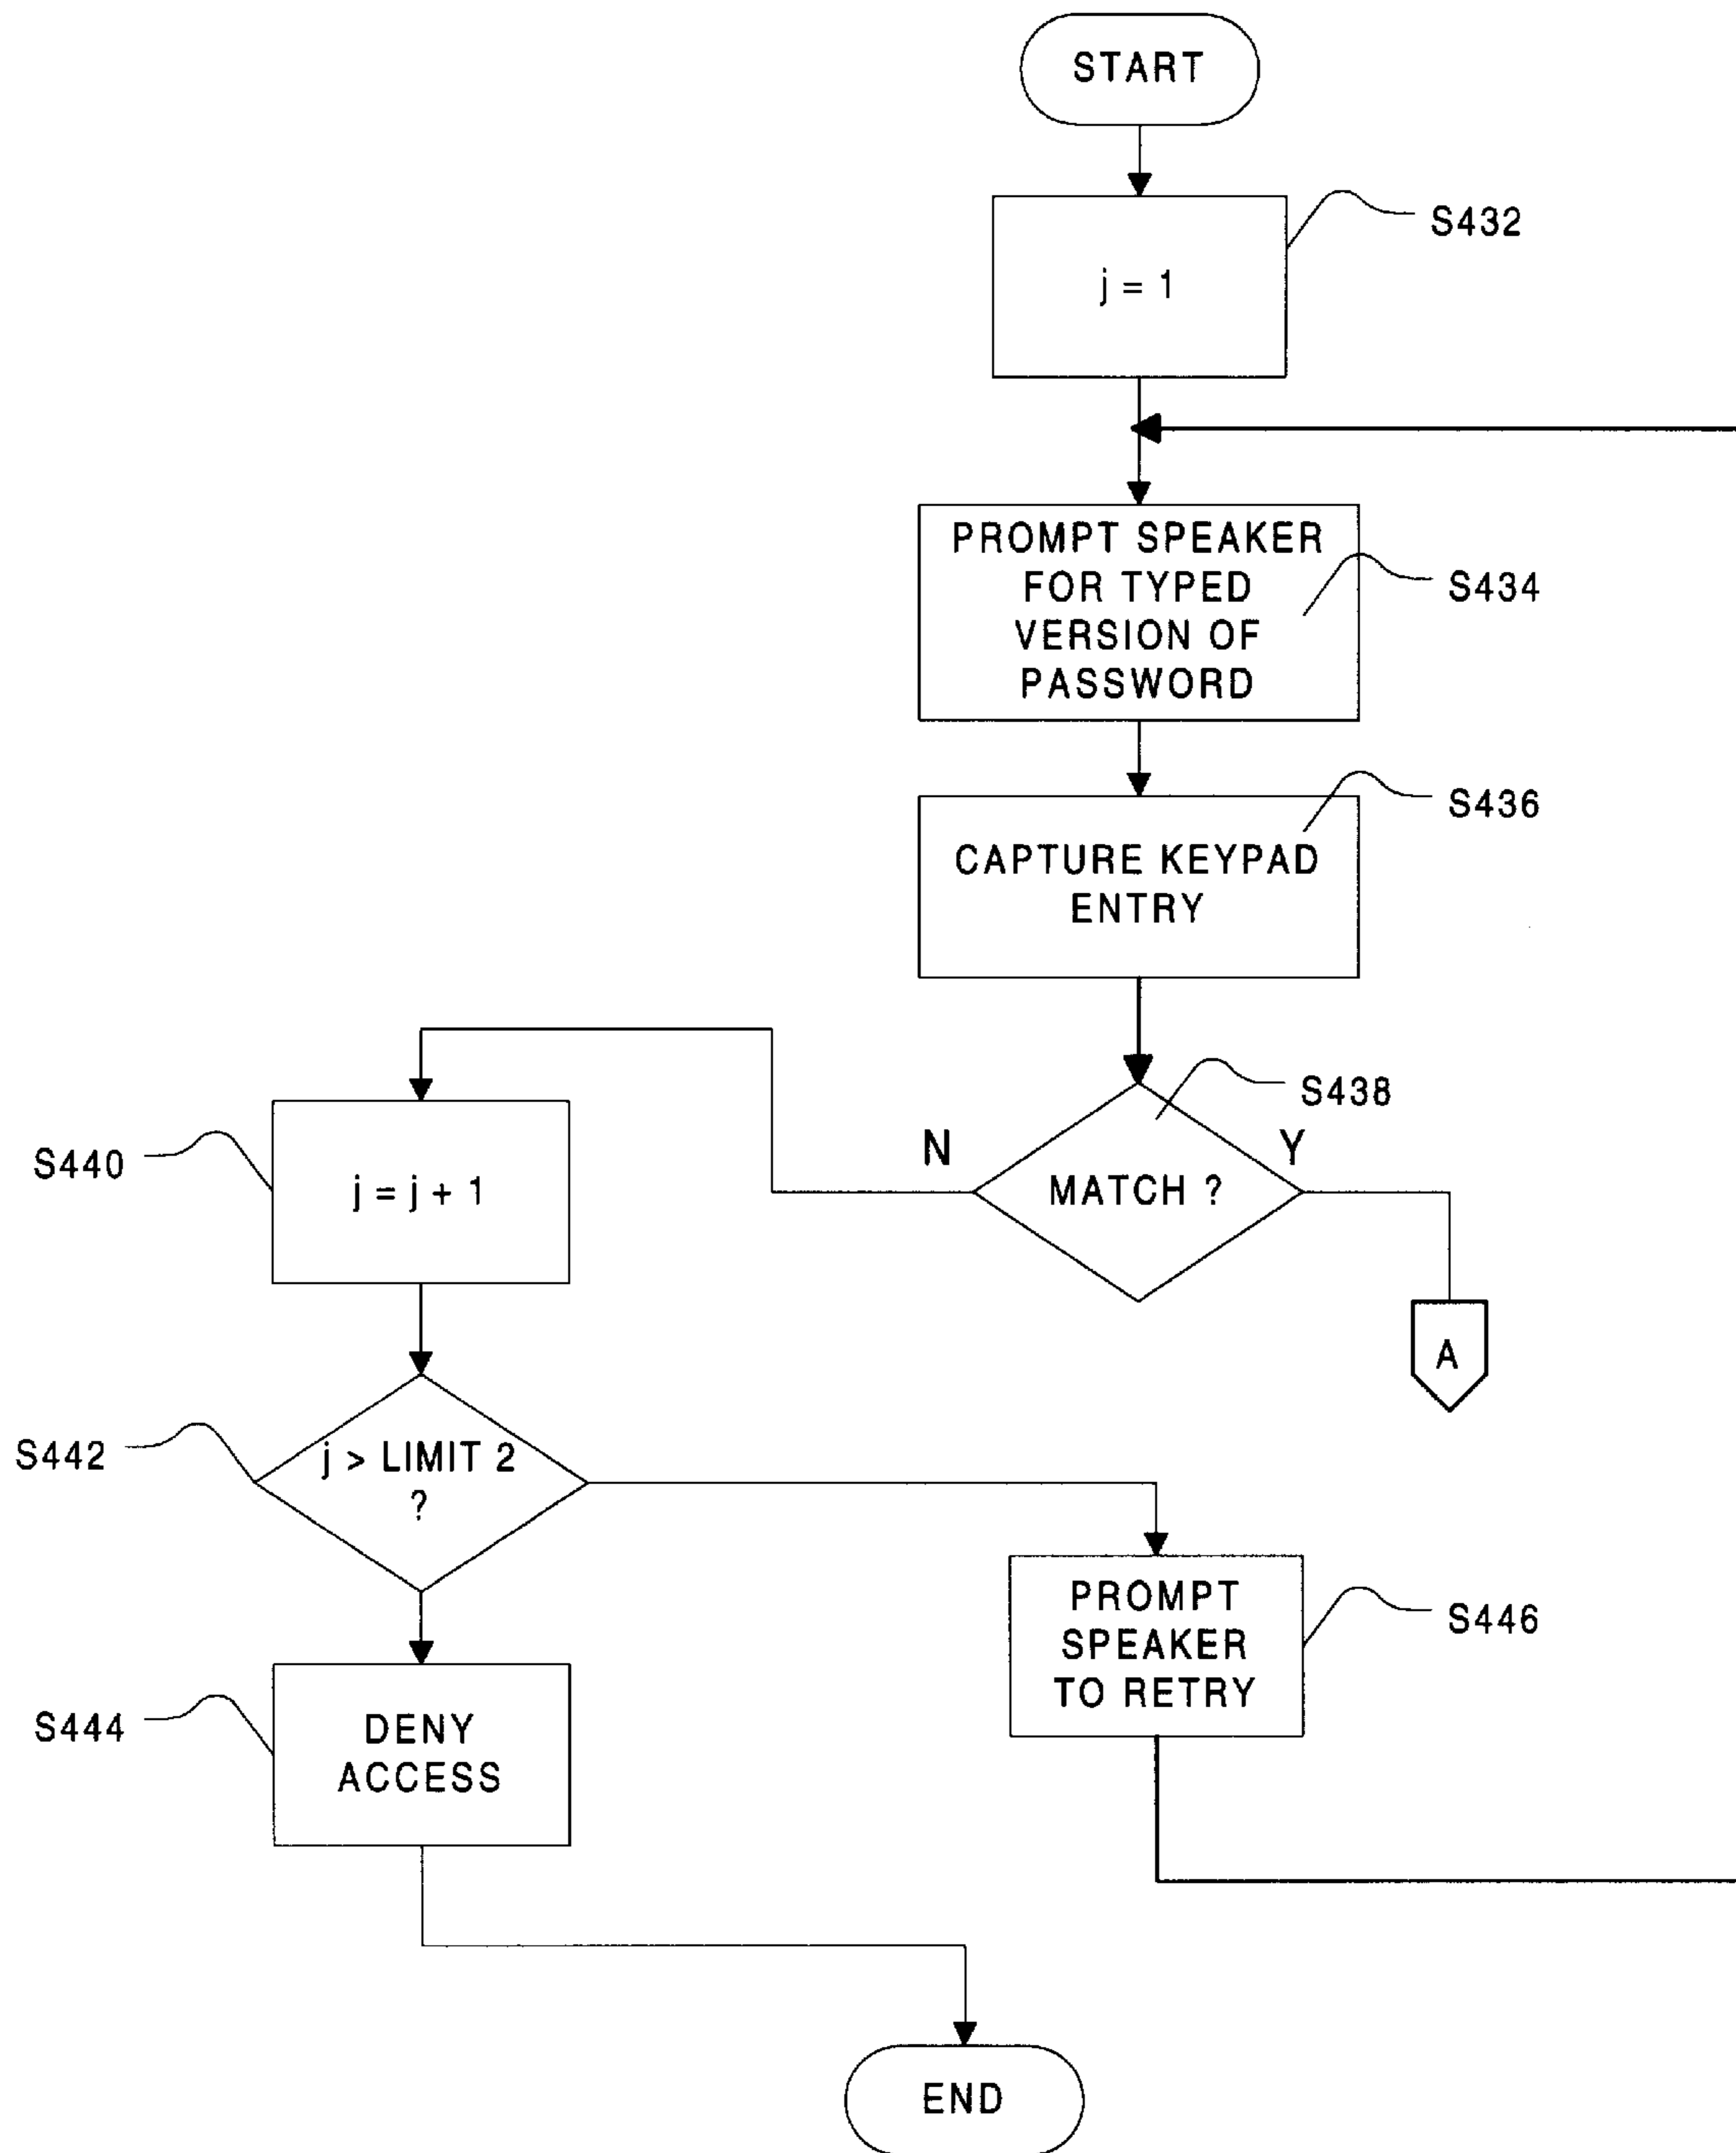 START
S432
j = 1
PROMPT SPEAKER
FOR TYPED
VERSION OF
PASSWORD
S434
S436
CAPTURE KEYPAD
ENTRY
S438
N
Y
MATCH ?
S440
j = j + 1
A
S442
j > LIMIT 2
?
PROMPT
SPEAKER
TO RETRY
S446
S444
DENY
ACCESS
END